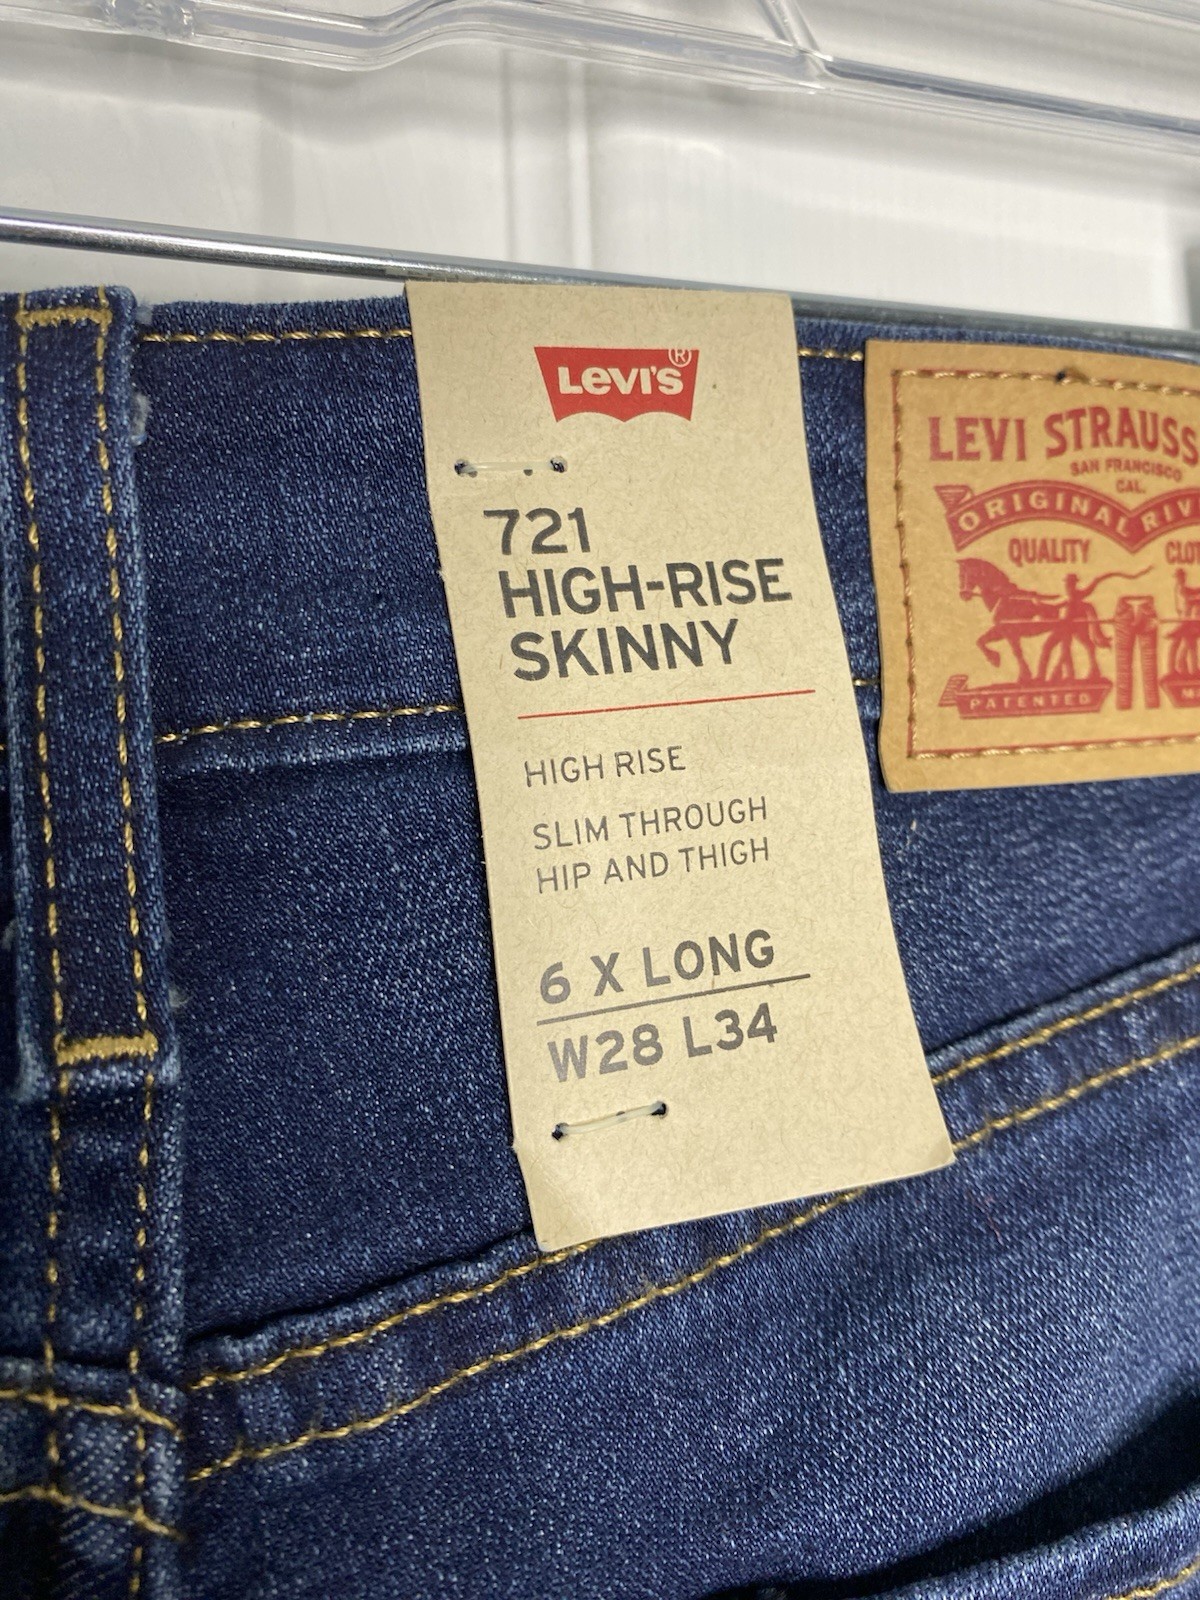 LEVI'S®
721
HIGH-RISE
SKINNY
HIGH RISE
SLIM THROUGH
HIP AND THIGH
6 X LONG
W28 L34
LEVI STRAUSS
SAN FRANCISCO
CAL.
ORIGINAL
QUALITY
PATENTED